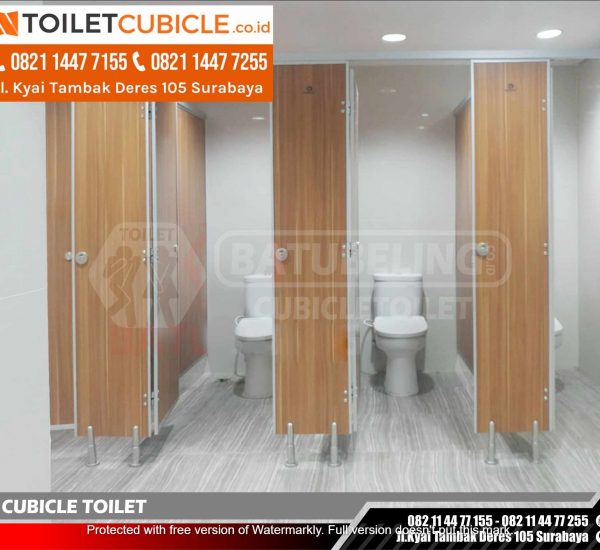 TOILETCUBICLE.co.id
0821 1447 7155 0821 1447 7255
Jl. Kyai Tambak Deres 105 Surabaya
TOILET
BATUBELING
CUBICLETOILET
CUBICLE TOILET
082 11 44 77 155 - 082 11 44 77 255
Jl.Kyai Tambak Deres 105 Surabaya
Protected with free version of Watermarkly. Full version doesn't put this mark.